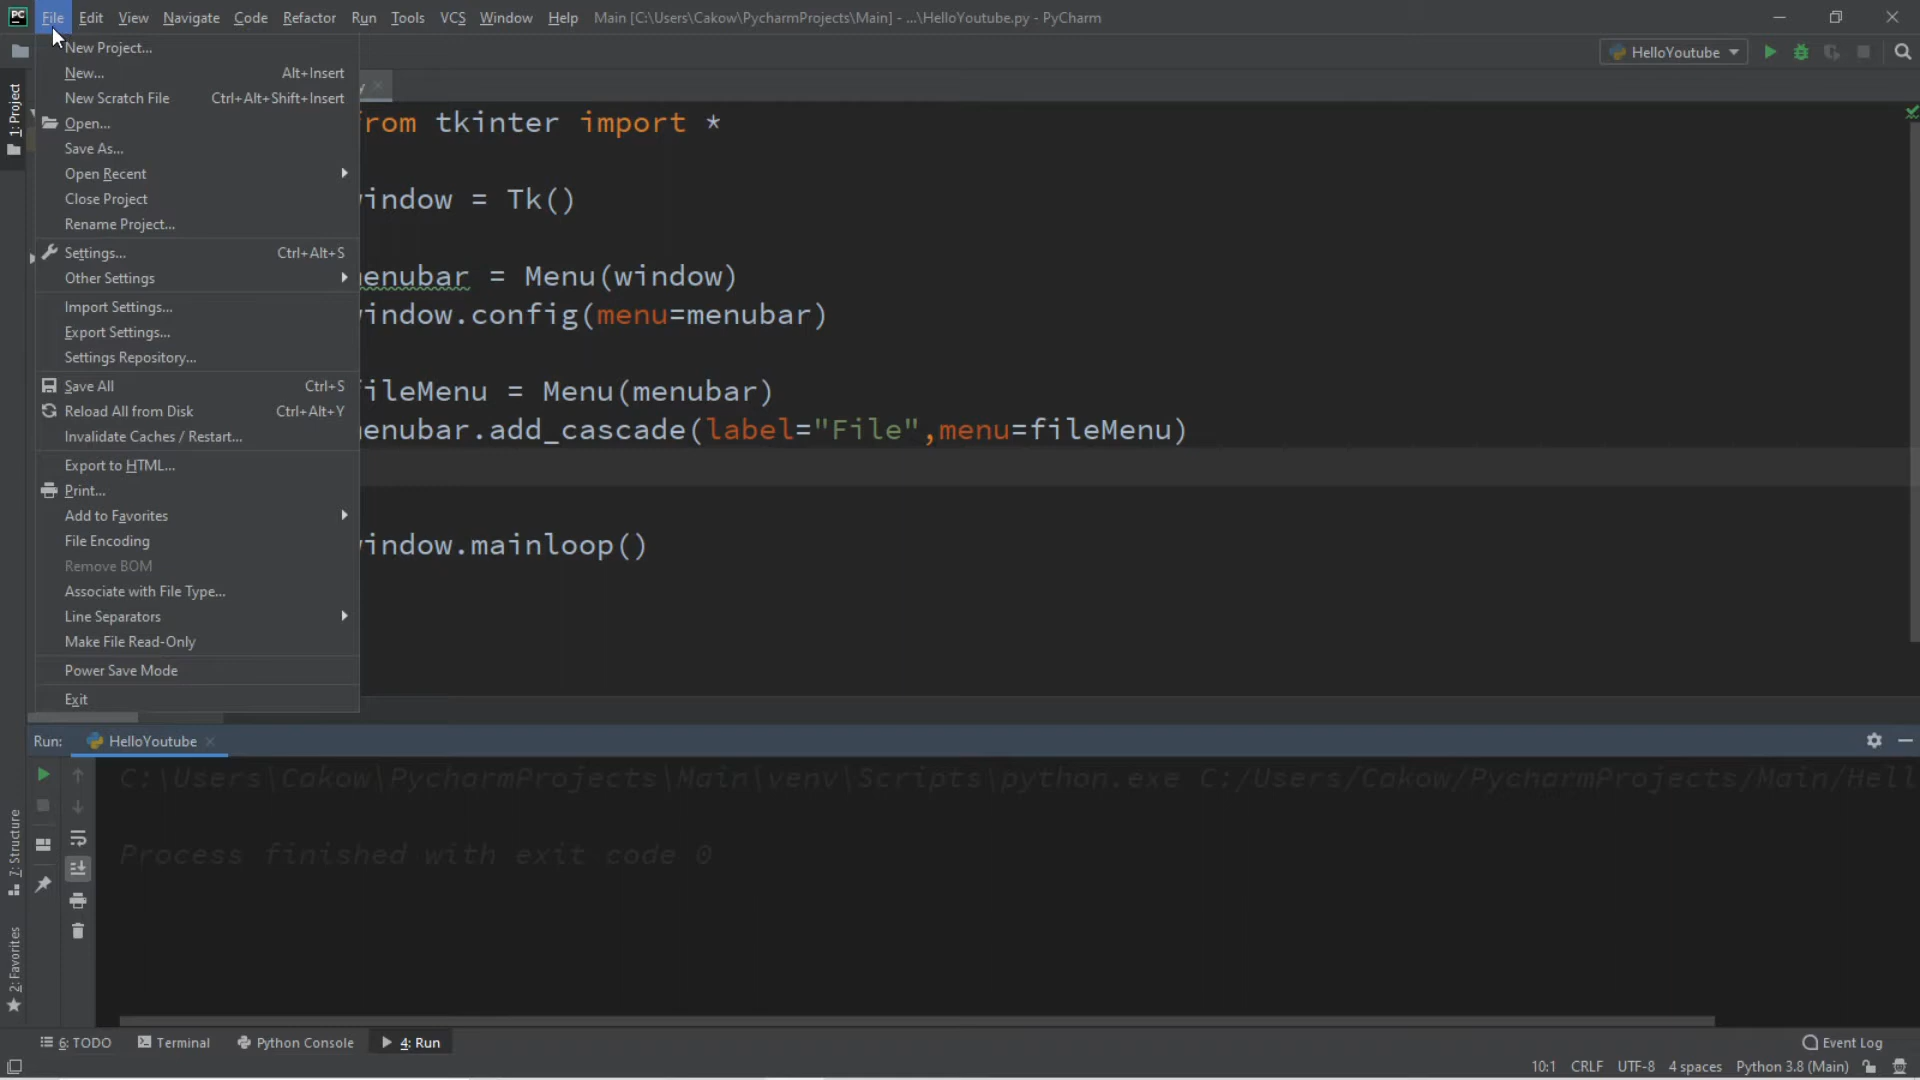 PC File Edit View Navigate Code Refactor Run Tools VCS Window Help Main [C:\Users\Cakow\PycharmProjects\Main] - ...\HelloYoutube.py - PyCharm
HelloYoutube
1: Project
New Project...
New... Alt+Insert
New Scratch File Ctrl+Alt+Shift+Insert
Open...
Save As...
Open Recent
Close Project
Rename Project...
Settings... Ctrl+Alt+S
Other Settings
Import Settings...
Export Settings...
Settings Repository...
Save All Ctrl+S
Reload All from Disk Ctrl+Alt+Y
Invalidate Caches / Restart...
Export to HTML...
Print...
Add to Favorites
File Encoding
Remove BOM
Associate with File Type...
Line Separators
Make File Read-Only
Power Save Mode
Exit
rom tkinter import *
indow = Tk()
enubar = Menu(window)
indow.config(menu=menubar)
ileMenu = Menu(menubar)
enubar.add_cascade(label="File",menu=fileMenu)
indow.mainloop()
Run: HelloYoutube
C:\Users\Cakow\PycharmProjects\Main\venv\Scripts\python.exe C:/Users/Cakow/PycharmProjects/Main/Hell
Process finished with exit code 0
7: Structure
2: Favorites
6: TODO Terminal Python Console 4: Run Event Log
10:1 CRLF UTF-8 4 spaces Python 3.8 (Main)